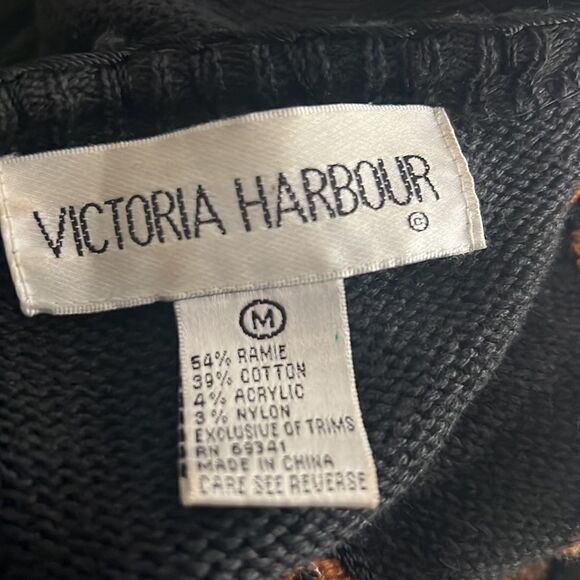 VICTORIA HARBOUR
©
M
54% RAMIE
39% COTTON
4% ACRYLIC
3% NYLON
EXCLUSIVE OF TRIMS
RN 69341
MADE IN CHINA
CARE SEE REVERSE